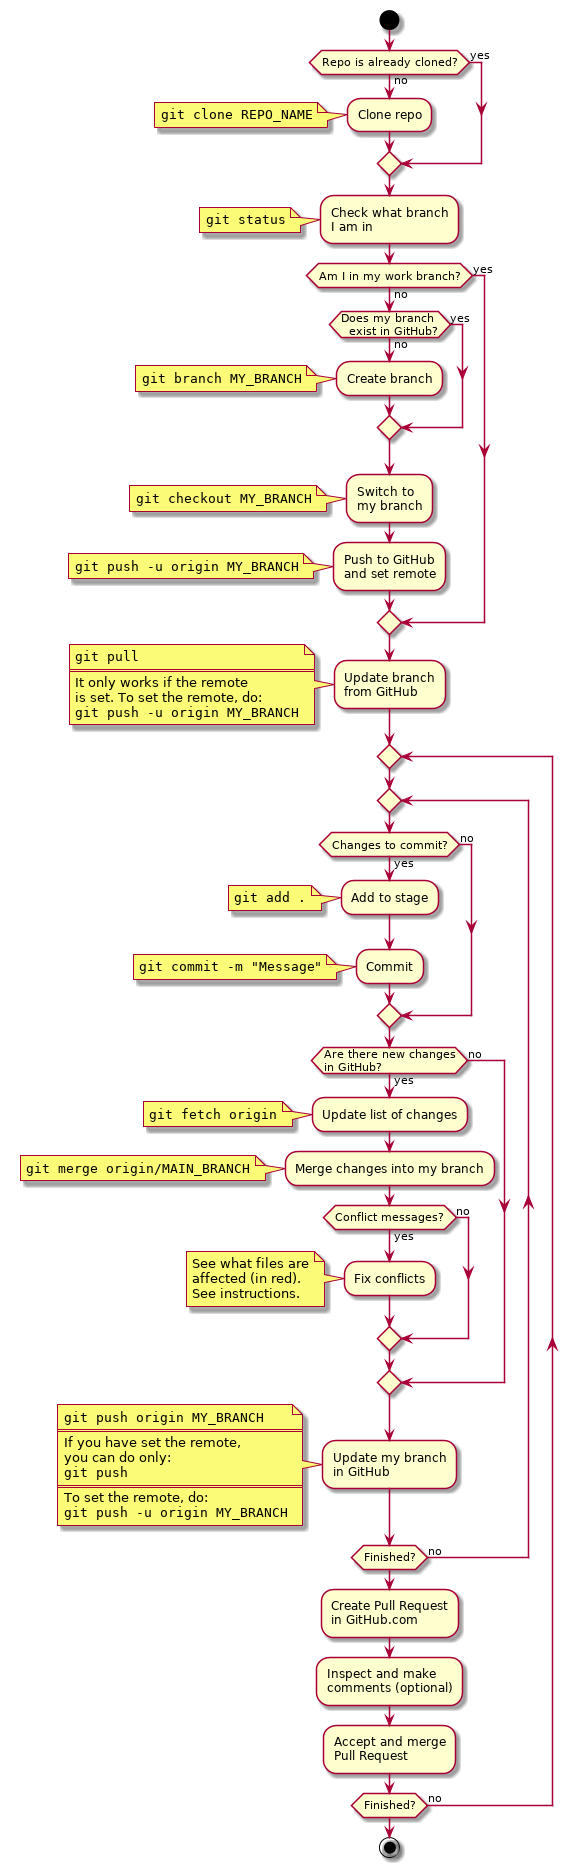 Repo is already cloned?
yes
no
git clone REPO_NAME
Clone repo
git status
Check what branch
I am in
Am I in my work branch?
yes
no
Does my branch
exist in GitHub?
yes
no
git branch MY_BRANCH
Create branch
git checkout MY_BRANCH
Switch to
my branch
git push -u origin MY_BRANCH
Push to GitHub
and set remote
git pull
It only works if the remote
is set. To set the remote, do:
git push -u origin MY_BRANCH
Update branch
from GitHub
Changes to commit?
no
yes
git add .
Add to stage
git commit -m "Message"
Commit
Are there new changes
in GitHub?
no
yes
git fetch origin
Update list of changes
git merge origin/MAIN_BRANCH
Merge changes into my branch
Conflict messages?
no
yes
See what files are
affected (in red).
See instructions.
Fix conflicts
git push origin MY_BRANCH
If you have set the remote,
you can do only:
git push
To set the remote, do:
git push -u origin MY_BRANCH
Update my branch
in GitHub
Finished?
no
Create Pull Request
in GitHub.com
Inspect and make
comments (optional)
Accept and merge
Pull Request
Finished?
no